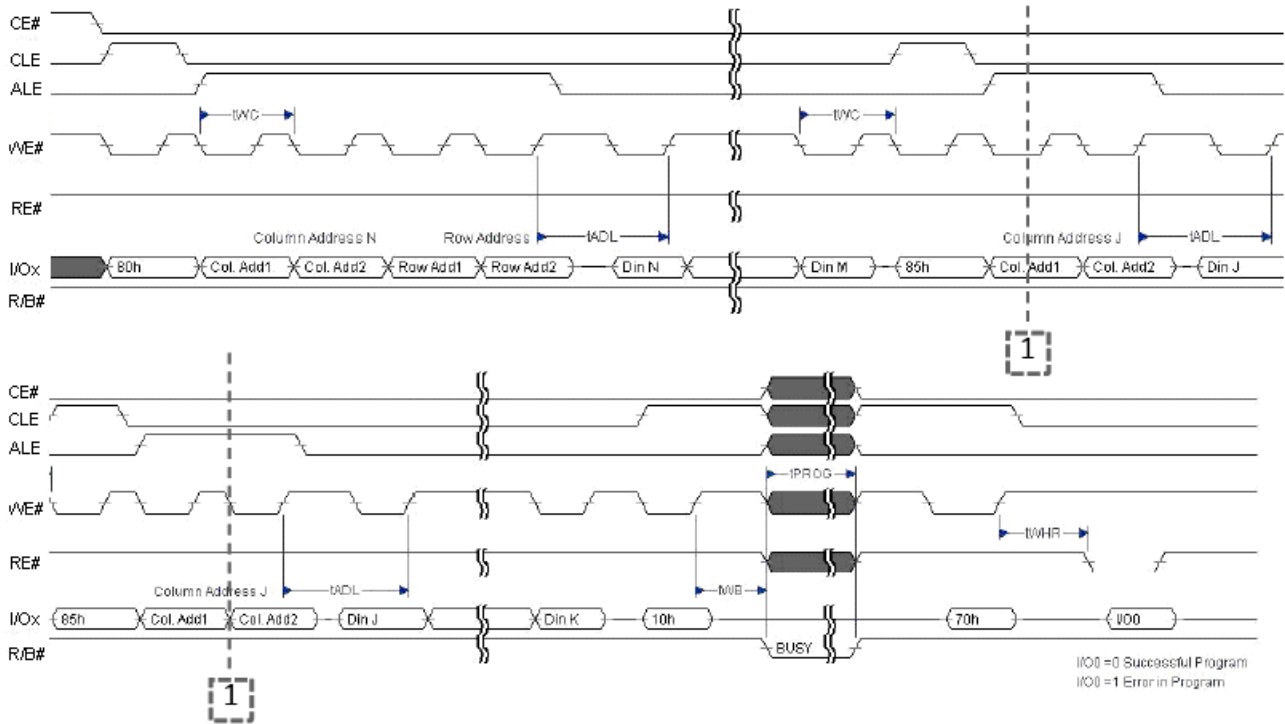 CE#
CLE
ALE
tWC tWC
WE#
RE#
Column Address N Row Address tADL Column Address J tADL
I/Ox 80h Col. Add1 Col. Add2 Row Add1 Row Add2 Din N Din M 85h Col. Add1 Col. Add2 Din J
R/B#
1
CE#
CLE
ALE
tPROG
WE#
tWHR
RE#
Column Address J tADL tWB
I/Ox 85h Col. Add1 Col. Add2 Din J Din K 10h 70h I/O0
R/B# BUSY
I/O0 =0 Successful Program
I/O0 =1 Error in Program
1